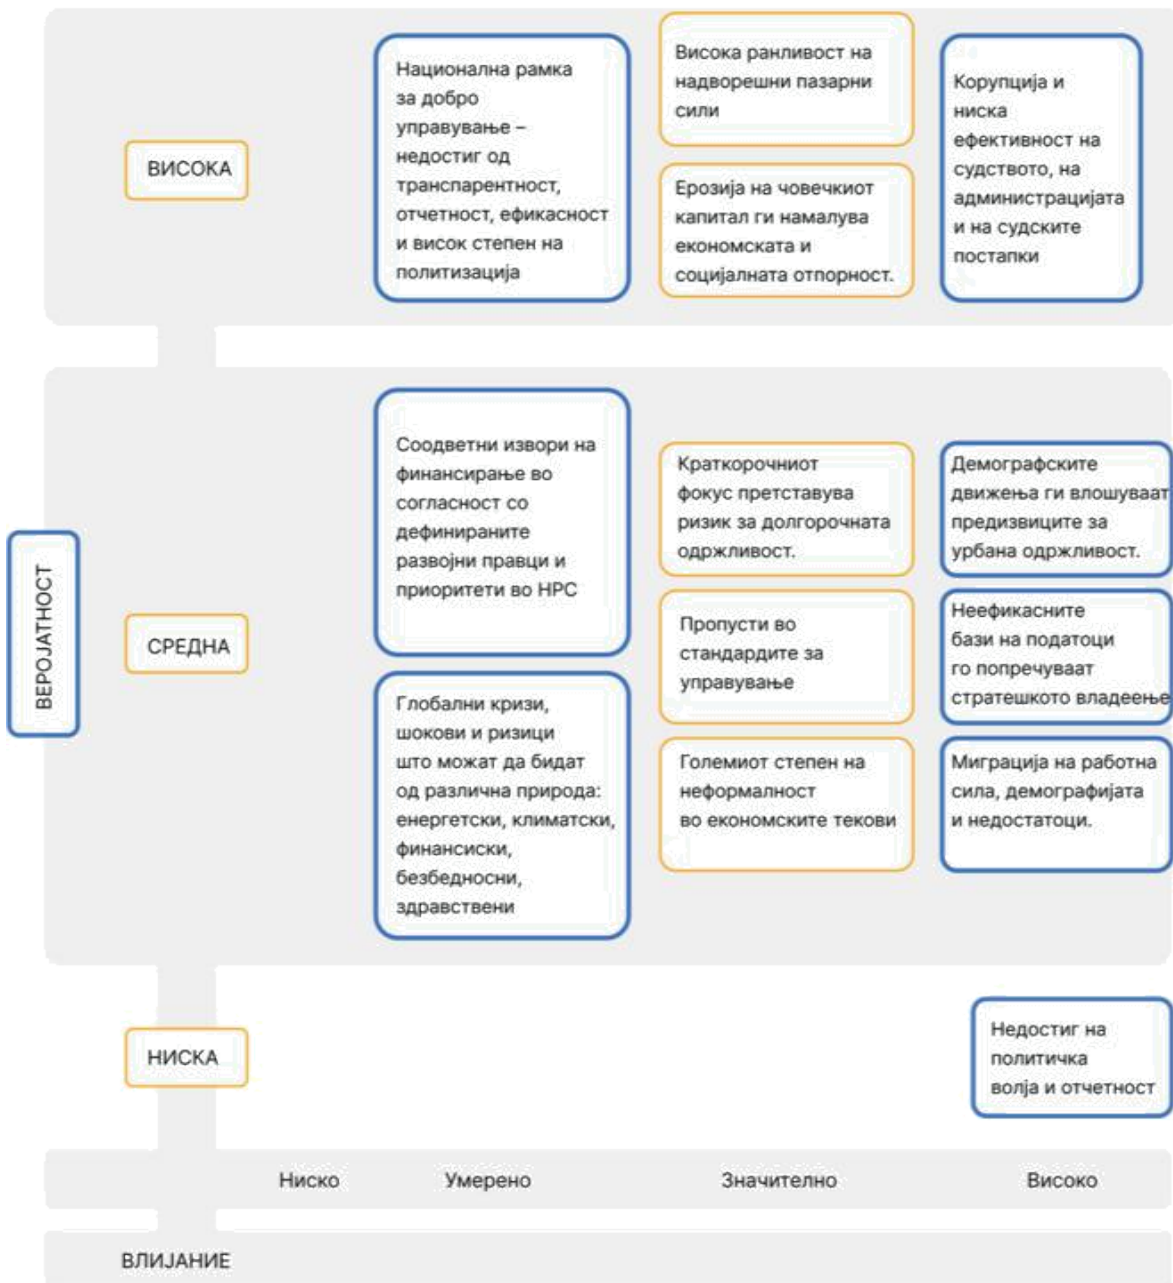 ВИСОКА
Национална рамка
за добро
управување –
недостиг од
транспарентност,
отчетност, ефикасност
и висок степен на
политизација
Висока ранливост на
надворешни пазарни
сили
Ерозија на човечкиот
капитал ги намалува
економската и
социјалната отпорност.
Корупција и
ниска
ефективност на
судството, на
администрацијата
и на судските
постапки
ВЕРОЈАТНОСТ
СРЕДНА
Соодветни извори на
финансирање во
согласност со
дефинираните
развојни правци и
приоритети во НРС
Глобални кризи,
шокови и ризици
што можат да бидат
од различна природа:
енергетски, климатски,
финансиски,
безбедносни,
здравствени
Краткорочниот
фокус претставува
ризик за долгорочната
одржливост.
Пропусти во
стандардите за
управување
Големиот степен на
неформалност
во економските текови
Демографските
движења ги влошуваат
предизвиците за
урбана одржливост.
Неефикасните
бази на податоци
го попречуваат
стратешкото владеење
Миграција на работна
сила, демографијата
и недостатоци.
НИСКА
Недостиг на
политичка
волја и отчетност
Ниско Умерено Значително Високо
ВЛИЈАНИЕ